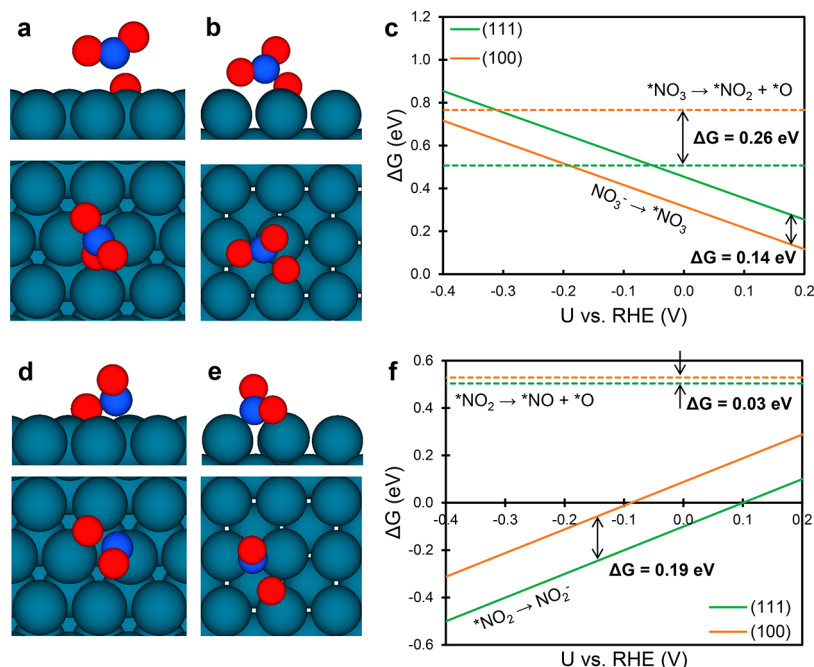 a
b
c
1.2
1.0
0.8
0.6
0.4
0.2
0.0
ΔG (eV)
(111)
(100)
*NO₃ → *NO₂ + *O
ΔG = 0.26 eV
NO₃⁻ → *NO₃
ΔG = 0.14 eV
-0.4 -0.3 -0.2 -0.1 0.0 0.1 0.2
U vs. RHE (V)
d
e
f
0.6
0.4
0.2
0.0
-0.2
-0.4
-0.6
ΔG (eV)
*NO₂ → *NO + *O
ΔG = 0.03 eV
-0.4 -0.3 -0.2 -0.1 0.0 0.1 0.2
ΔG = 0.19 eV
*NO₂ → NO₂⁻
(111)
(100)
U vs. RHE (V)